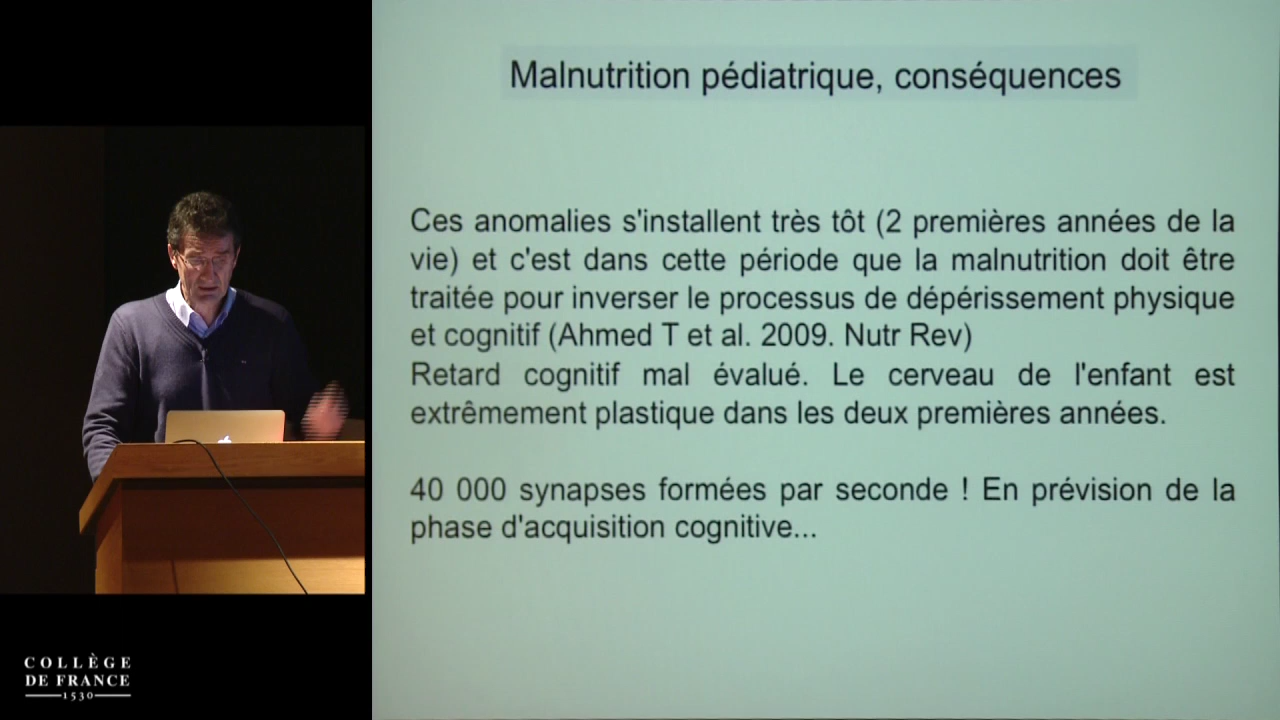 Malnutrition pédiatrique, conséquences
Ces anomalies s'installent très tôt (2 premières années de la
vie) et c'est dans cette période que la malnutrition doit être
traitée pour inverser le processus de dépérissement physique
et cognitif (Ahmed T et al. 2009. Nutr Rev)
Retard cognitif mal évalué. Le cerveau de l'enfant est
extrêmement plastique dans les deux premières années.
40 000 synapses formées par seconde ! En prévision de la
phase d'acquisition cognitive...
COLLÈGE
DE FRANCE
1530